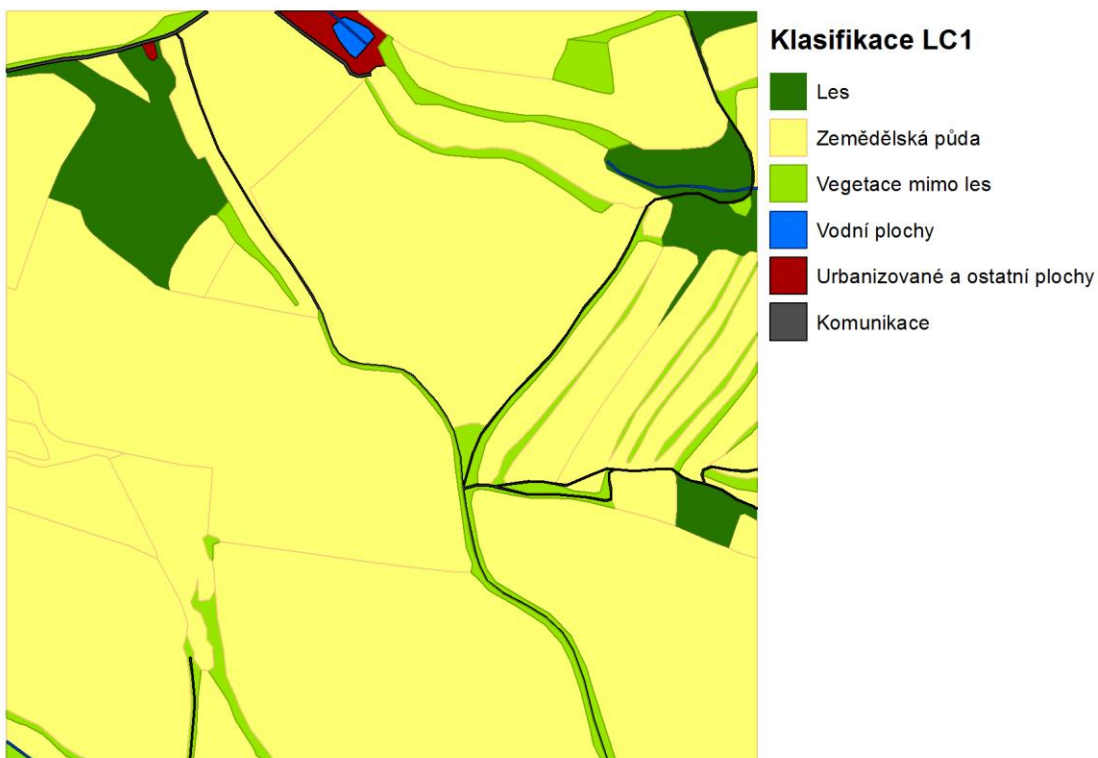 Klasifikace LC1
Les
Zemědělská půda
Vegetace mimo les
Vodní plochy
Urbanizované a ostatní plochy
Komunikace